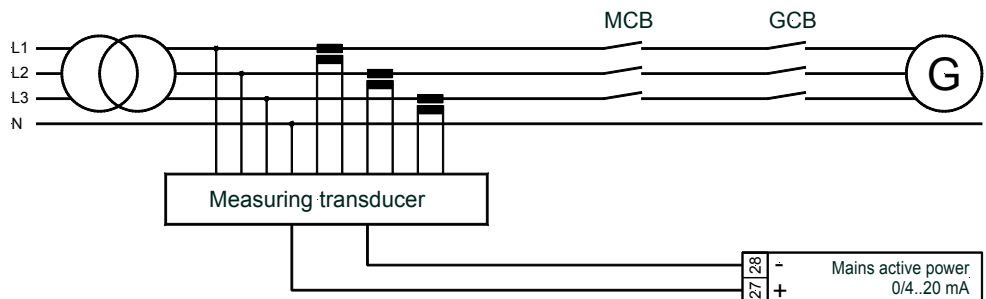 MCB GCB
L1
L2
L3
N
G
Measuring transducer
28 - Mains active power
27 + 0/4..20 mA